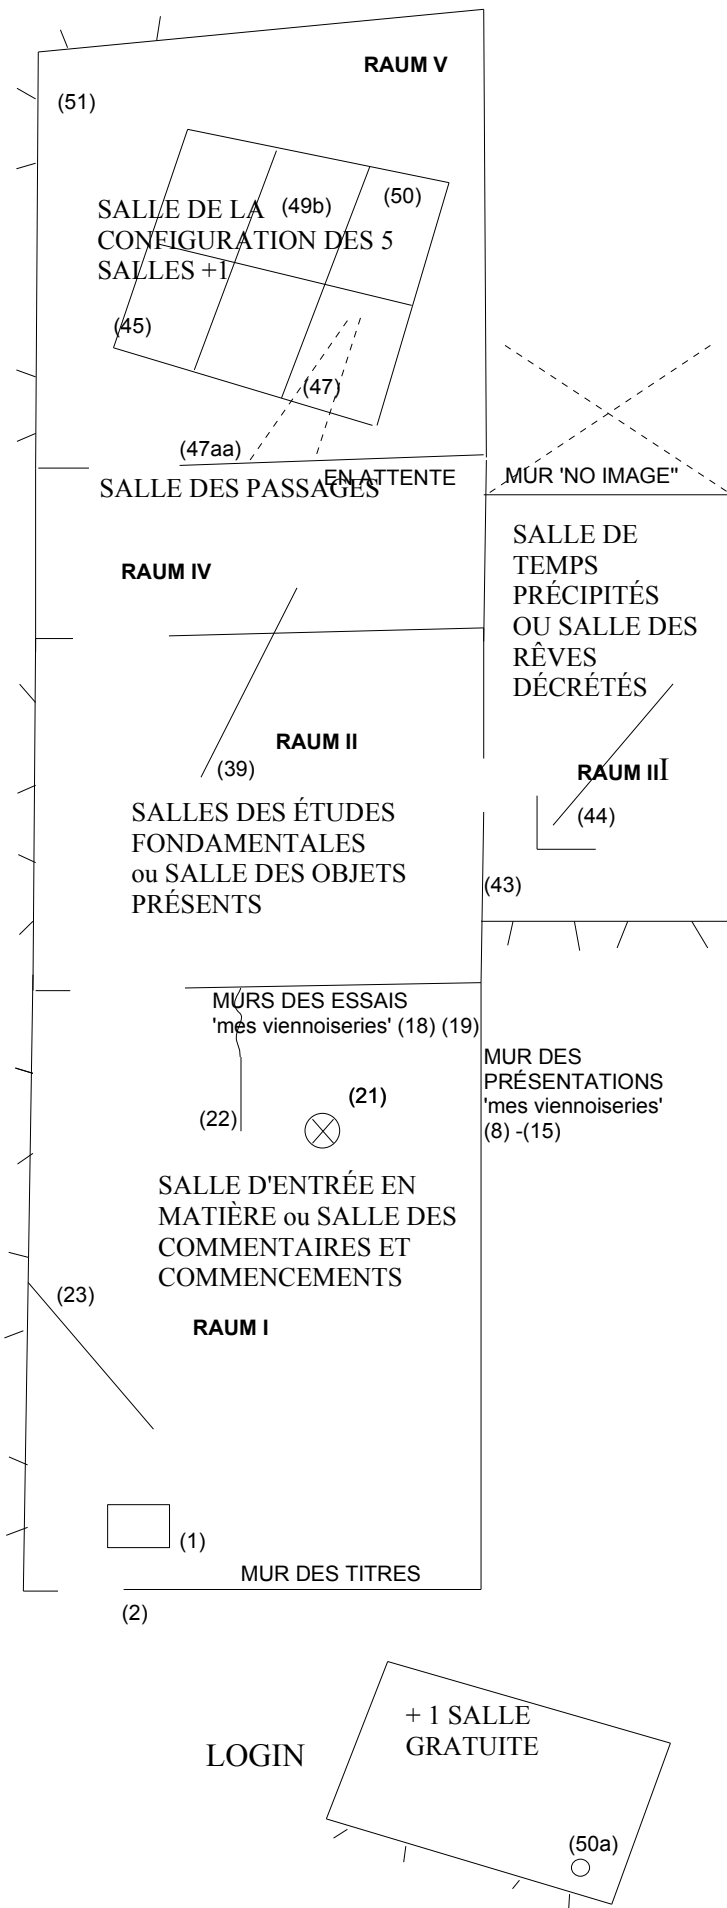 RAUM V
(51)
(50)
SALLE DE LA (49b)
CONFIGURATION DES 5
SALLES +1
(45)
(47)
(47aa)
EN ATTENTE
MUR 'NO IMAGE"
SALLE DES PASSAGES
RAUM IV
SALLE DE
TEMPS
PRÉCIPITÉS
OU SALLE DES
RÊVES
DÉCRÉTÉS
RAUM II
(39)
RAUM III
(44)
SALLES DES ÉTUDES
FONDAMENTALES
ou SALLE DES OBJETS
PRÉSENTS
(43)
MURS DES ESSAIS
'mes viennoiseries' (18) (19)
MUR DES
PRÉSENTATIONS
'mes viennoiseries'
(8) -(15)
(21)
(22)
SALLE D'ENTRÉE EN
MATIÈRE ou SALLE DES
COMMENTAIRES ET
COMMENCEMENTS
(23)
RAUM I
(1)
MUR DES TITRES
(2)
+ 1 SALLE
GRATUITE
LOGIN
(50a)